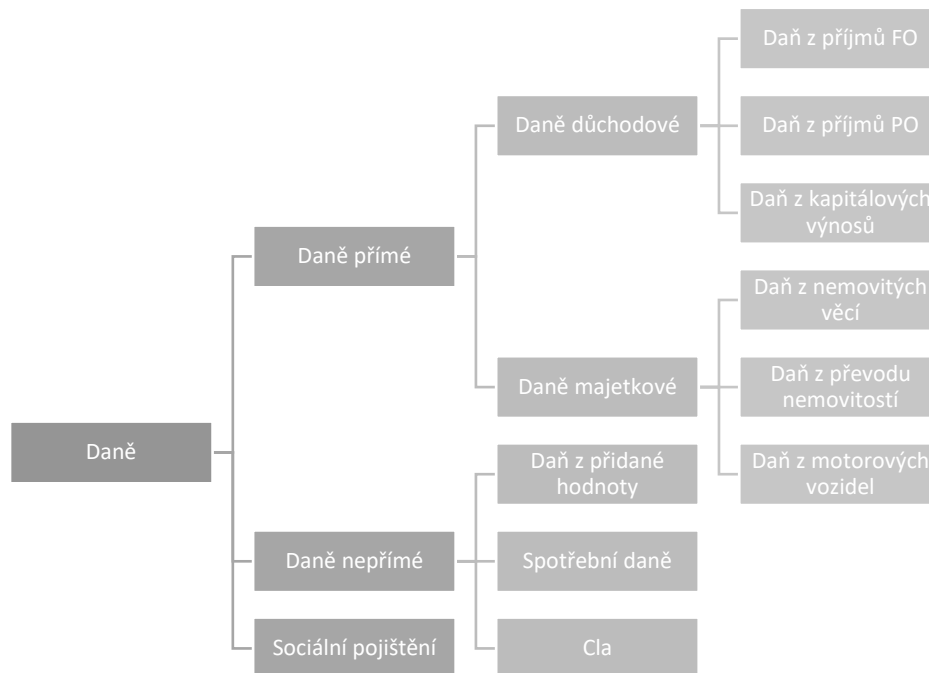 Daně
Daně přímé
Daně důchodové
Daň z příjmů FO
Daň z příjmů PO
Daň z kapitálových
výnosů
Daně majetkové
Daň z nemovitých
věcí
Daň z převodu
nemovitostí
Daň z motorových
vozidel
Daně nepřímé
Daň z přidané
hodnoty
Spotřební daně
Cla
Sociální pojištění